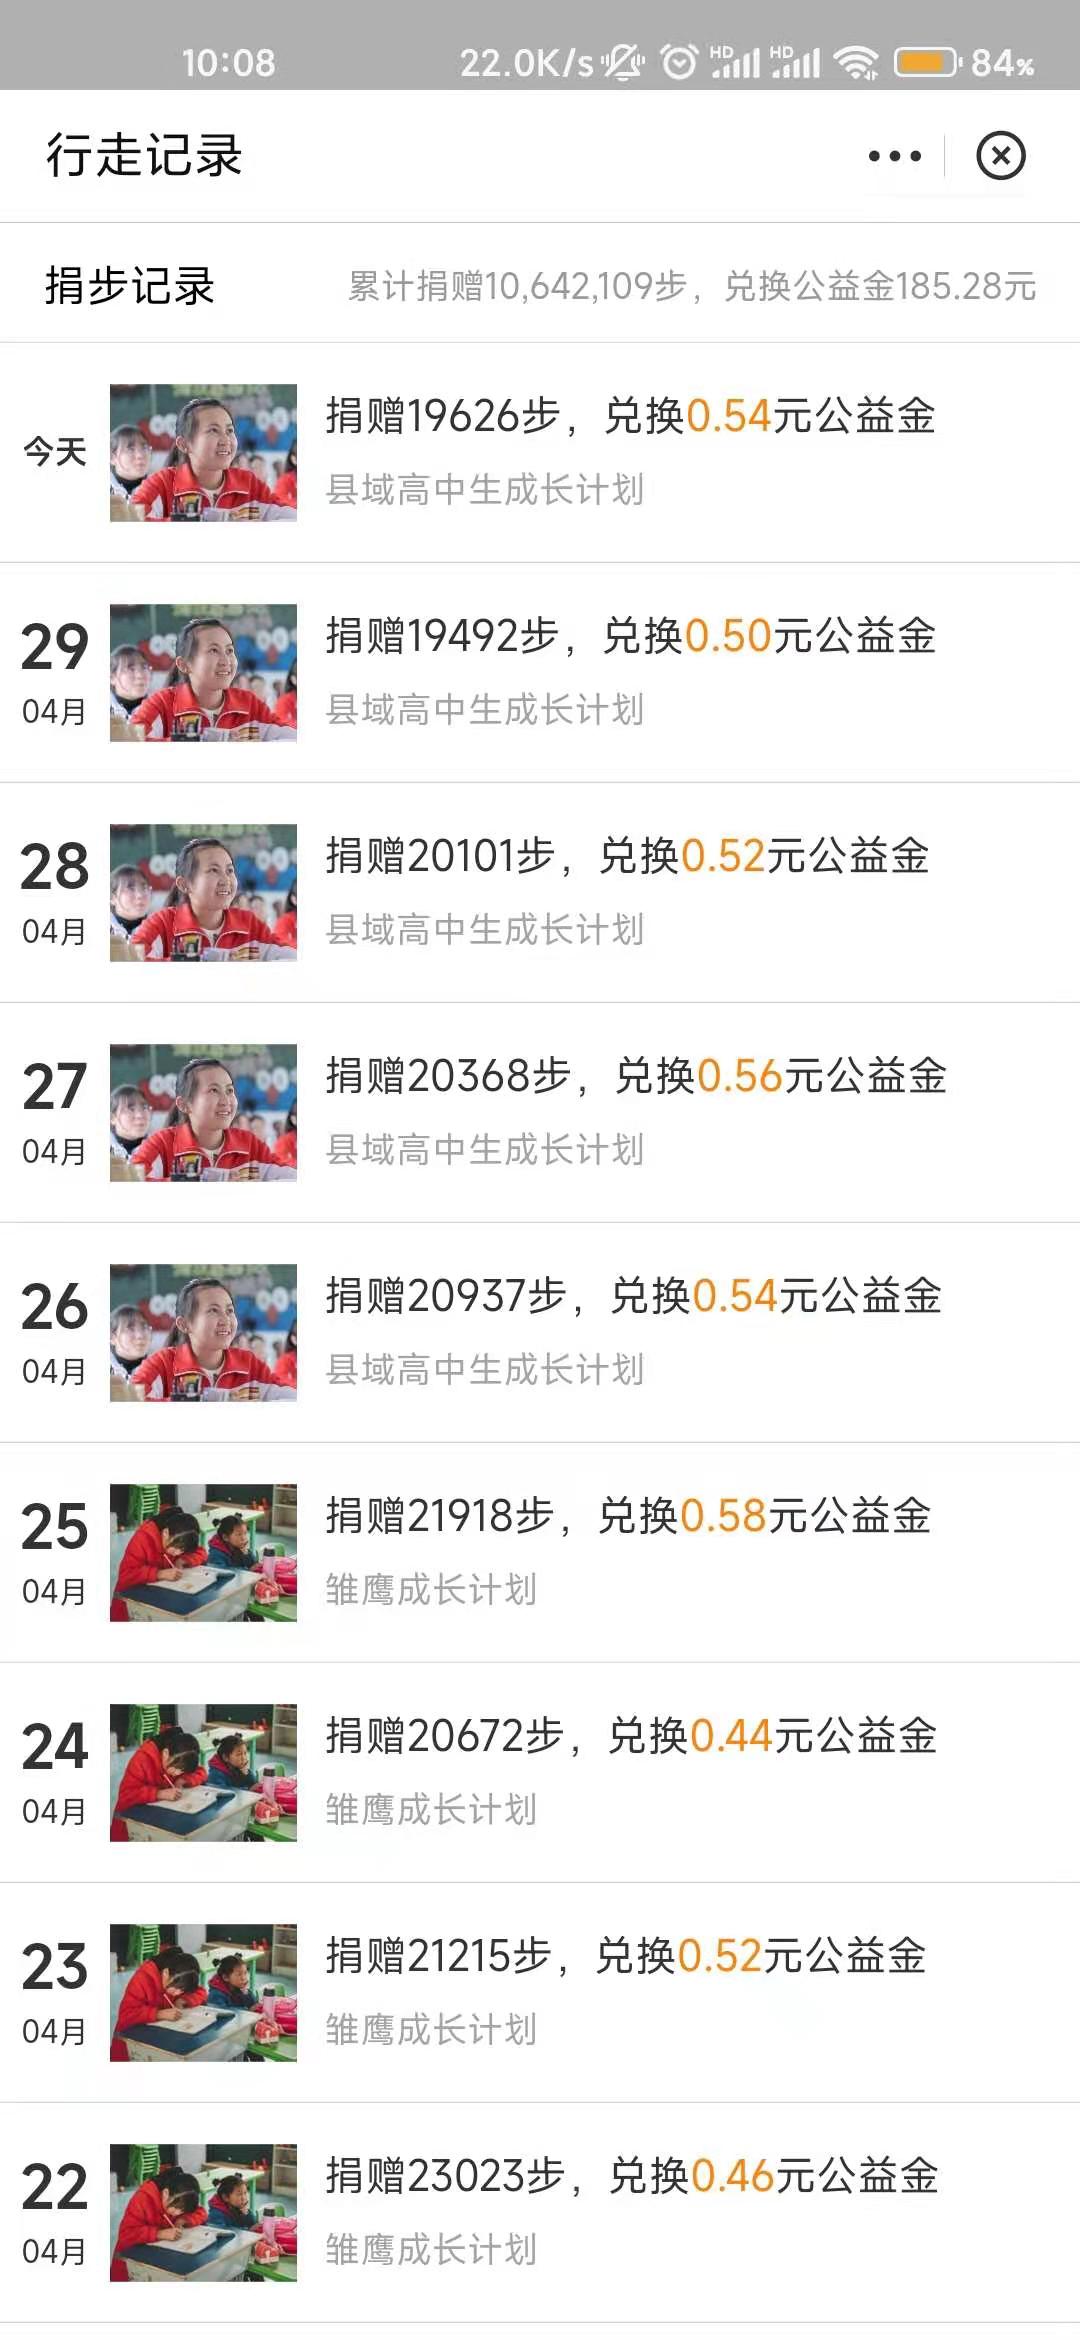 10:08 22.0K/s HD HD 84%
行走记录
捐步记录 累计捐赠10,642,109步，兑换公益金185.28元
今天
捐赠19626步，兑换0.54元公益金
县域高中生成长计划
29
04月
捐赠19492步，兑换0.50元公益金
县域高中生成长计划
28
04月
捐赠20101步，兑换0.52元公益金
县域高中生成长计划
27
04月
捐赠20368步，兑换0.56元公益金
县域高中生成长计划
26
04月
捐赠20937步，兑换0.54元公益金
县域高中生成长计划
25
04月
捐赠21918步，兑换0.58元公益金
雏鹰成长计划
24
04月
捐赠20672步，兑换0.44元公益金
雏鹰成长计划
23
04月
捐赠21215步，兑换0.52元公益金
雏鹰成长计划
22
04月
捐赠23023步，兑换0.46元公益金
雏鹰成长计划